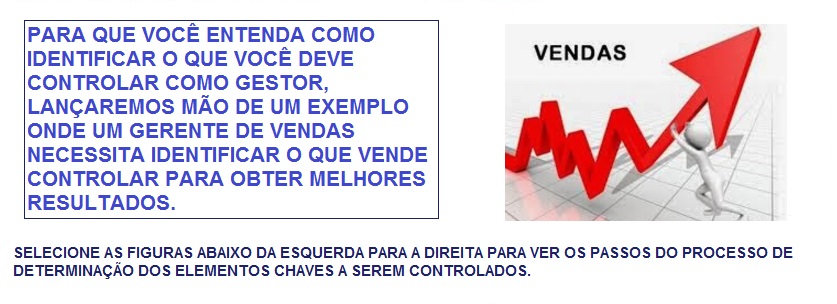 PARA QUE VOCÊ ENTENDA COMO
IDENTIFICAR O QUE VOCÊ DEVE
CONTROLAR COMO GESTOR,
LANÇAREMOS MÃO DE UM EXEMPLO
ONDE UM GERENTE DE VENDAS
NECESSITA IDENTIFICAR O QUE VENDE
CONTROLAR PARA OBTER MELHORES
RESULTADOS.
VENDAS
SELECIONE AS FIGURAS ABAIXO DA ESQUERDA PARA A DIREITA PARA VER OS PASSOS DO PROCESSO DE
DETERMINAÇÃO DOS ELEMENTOS CHAVES A SEREM CONTROLADOS.